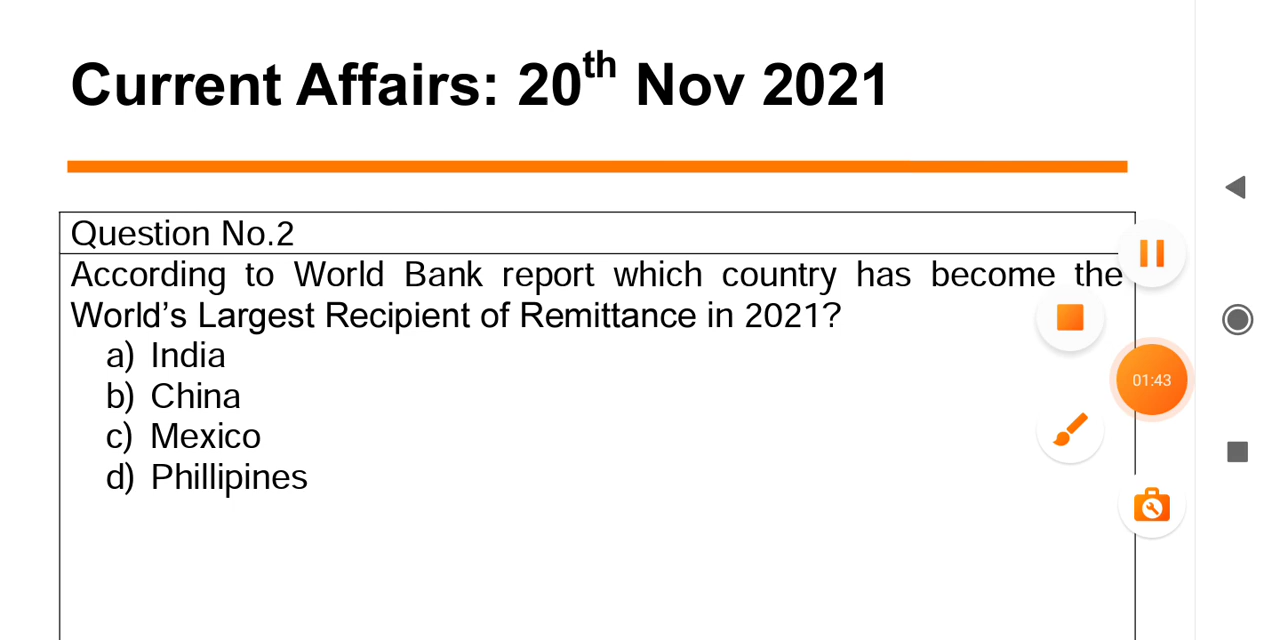 Current Affairs: 20th Nov 2021
Question No.2
According to World Bank report which country has become the
World's Largest Recipient of Remittance in 2021?
a) India
b) China
c) Mexico
d) Phillipines
01:43